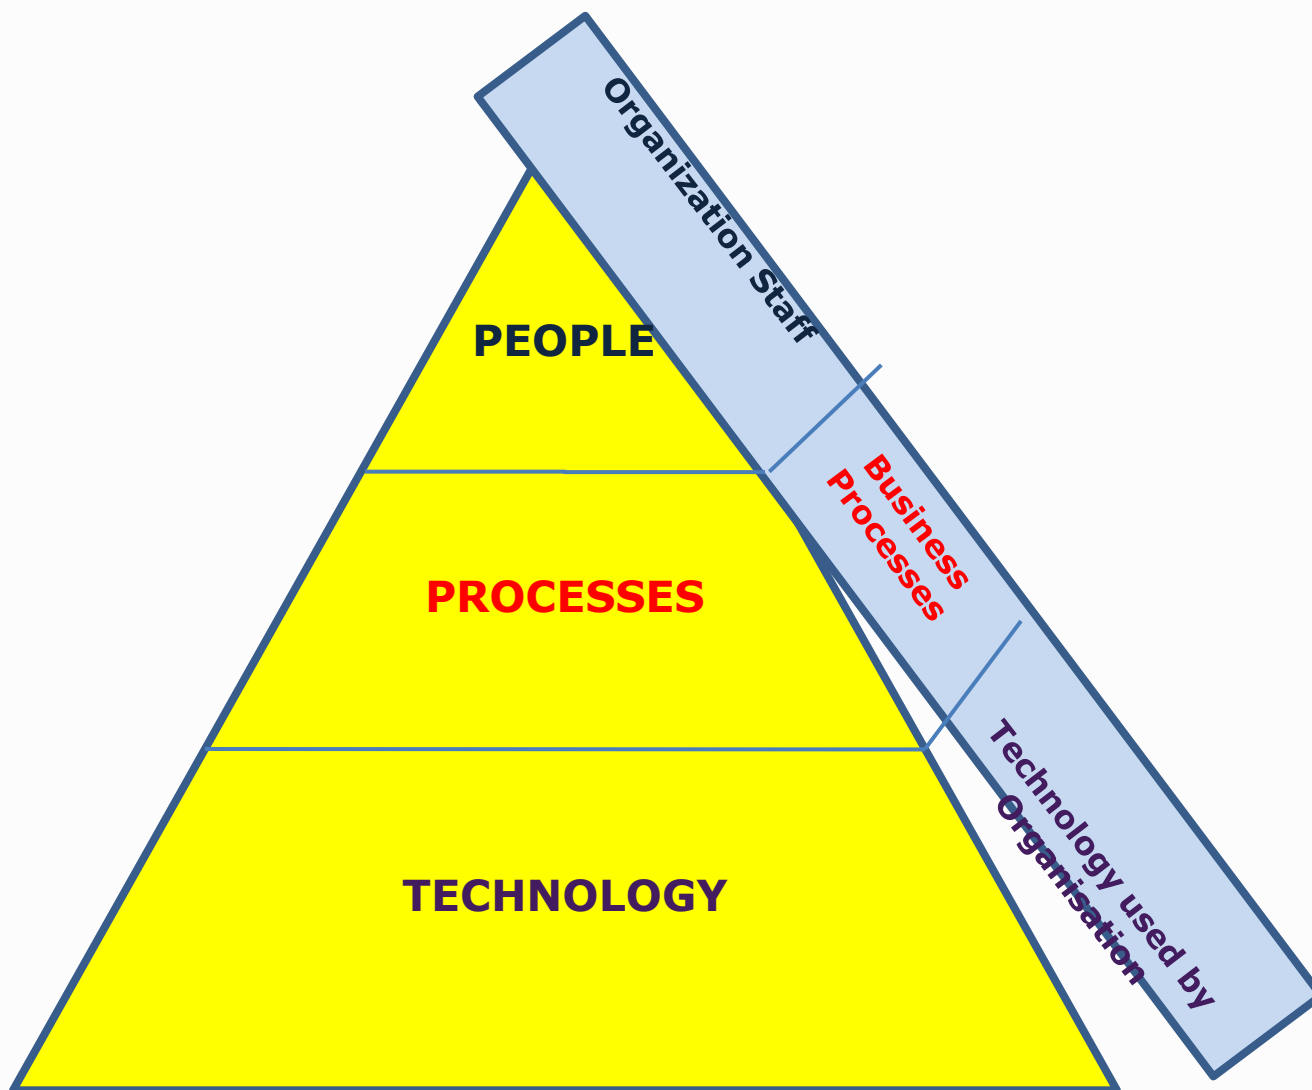 Organization Staff
PEOPLE
Business
Processes
PROCESSES
Technology used by
Organisation
TECHNOLOGY